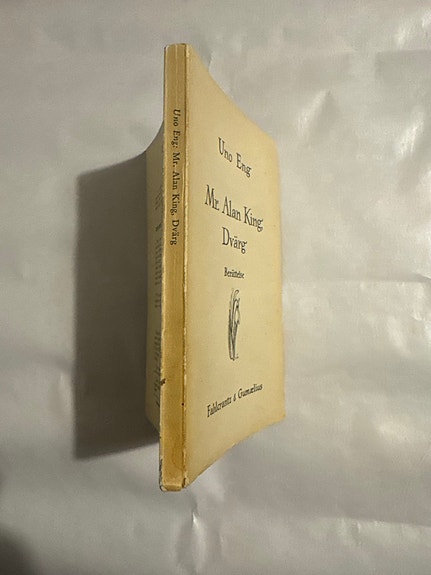 Uno Eng: Mr. Alan King, Dvärg
Uno Eng
Mr. Alan King,
Dvärg
Berättelse
Fahlcrantz & Gumælius